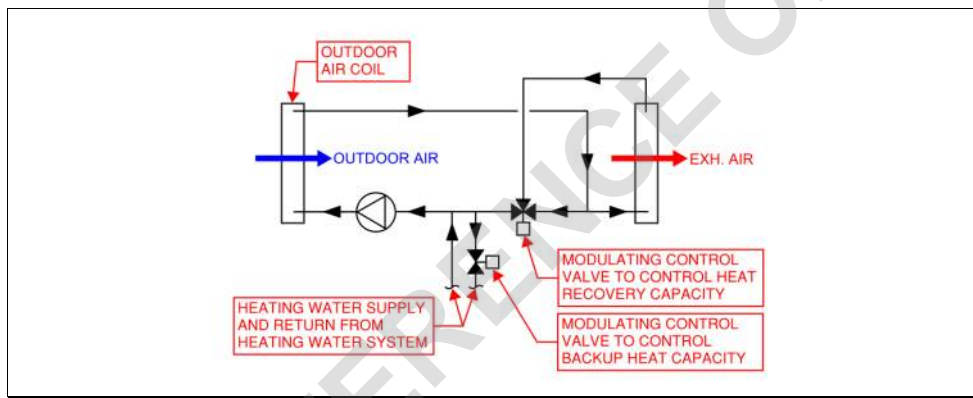 OUTDOOR
AIR COIL
OUTDOOR AIR
EXH. AIR
MODULATING CONTROL
VALVE TO CONTROL HEAT
RECOVERY CAPACITY
HEATING WATER SUPPLY
AND RETURN FROM
HEATING WATER SYSTEM
MODULATING CONTROL
VALVE TO CONTROL
BACKUP HEAT CAPACITY
ERENCE O